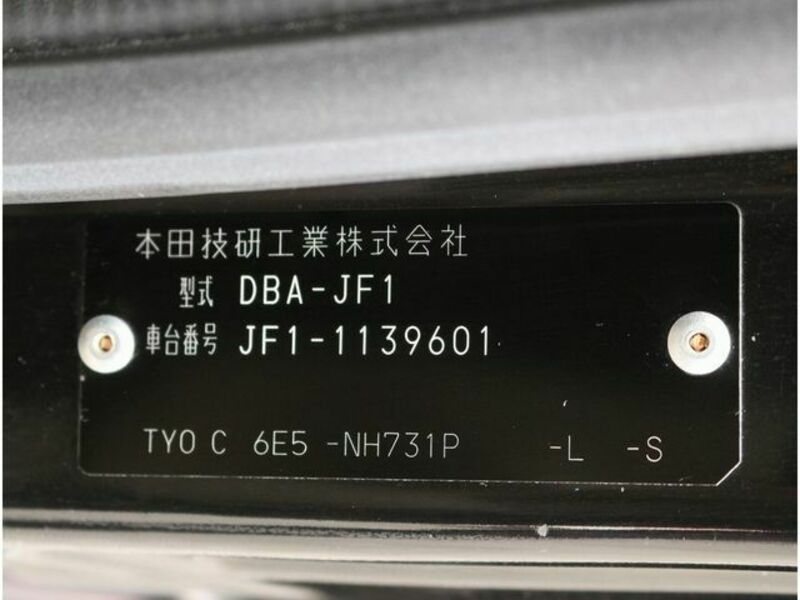 本田技研工業株式会社
型式 DBA-JF1
車台番号 JF1-1139601
TYO C 6E5 -NH731P -L -S